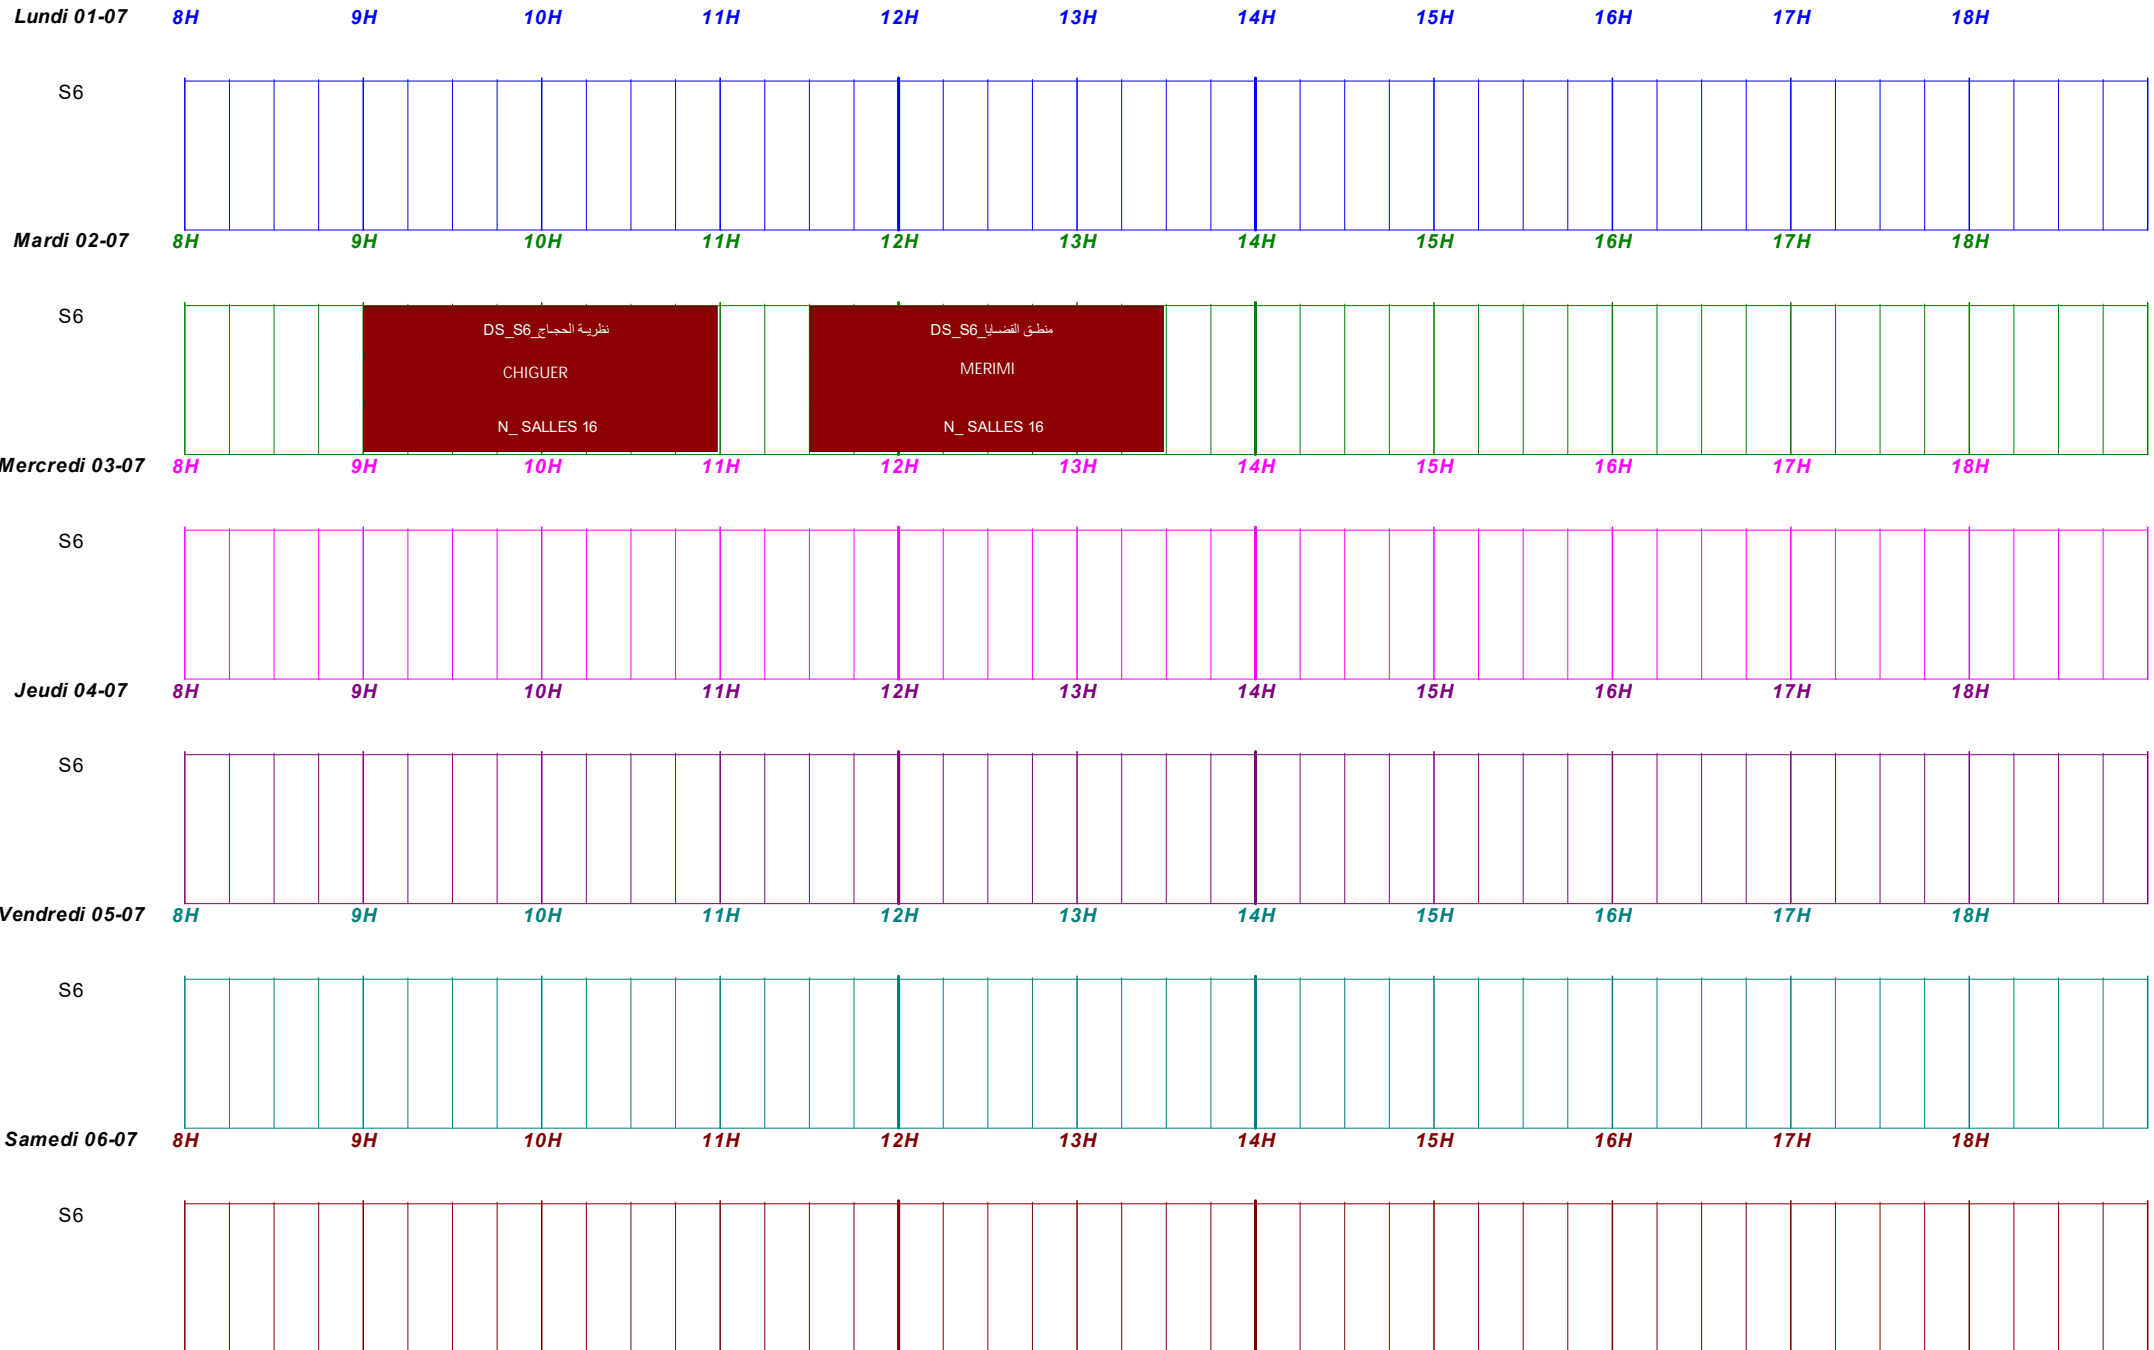 Lundi 01-07 8H 9H 10H 11H 12H 13H 14H 15H 16H 17H 18H
S6
Mardi 02-07 8H 9H 10H 11H 12H 13H 14H 15H 16H 17H 18H
S6
DS_S6_نظرية الحجاج
CHIGUER
N_ SALLES 16
DS_S6_منطق القضايا
MERIMI
N_ SALLES 16
Mercredi 03-07 8H 9H 10H 11H 12H 13H 14H 15H 16H 17H 18H
S6
Jeudi 04-07 8H 9H 10H 11H 12H 13H 14H 15H 16H 17H 18H
S6
Vendredi 05-07 8H 9H 10H 11H 12H 13H 14H 15H 16H 17H 18H
S6
Samedi 06-07 8H 9H 10H 11H 12H 13H 14H 15H 16H 17H 18H
S6